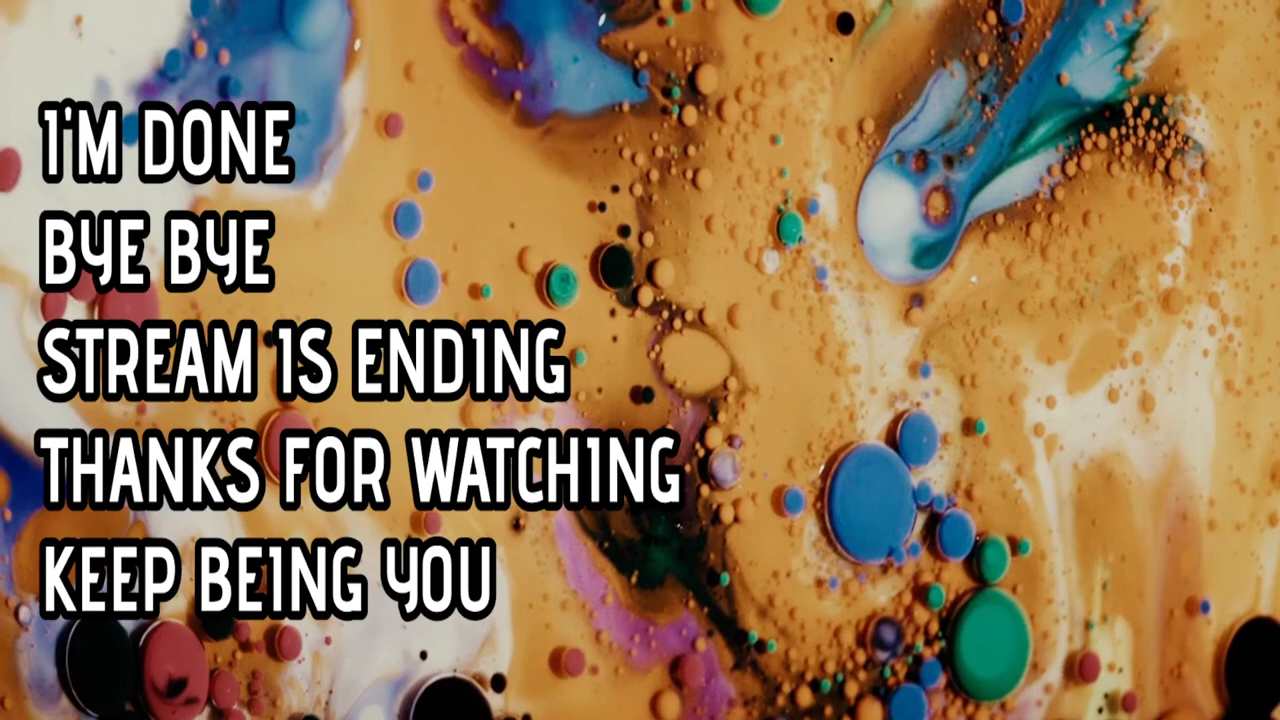 I'M DONE
BYE BYE
STREAM IS ENDING
THANKS FOR WATCHING
KEEP BEING YOU